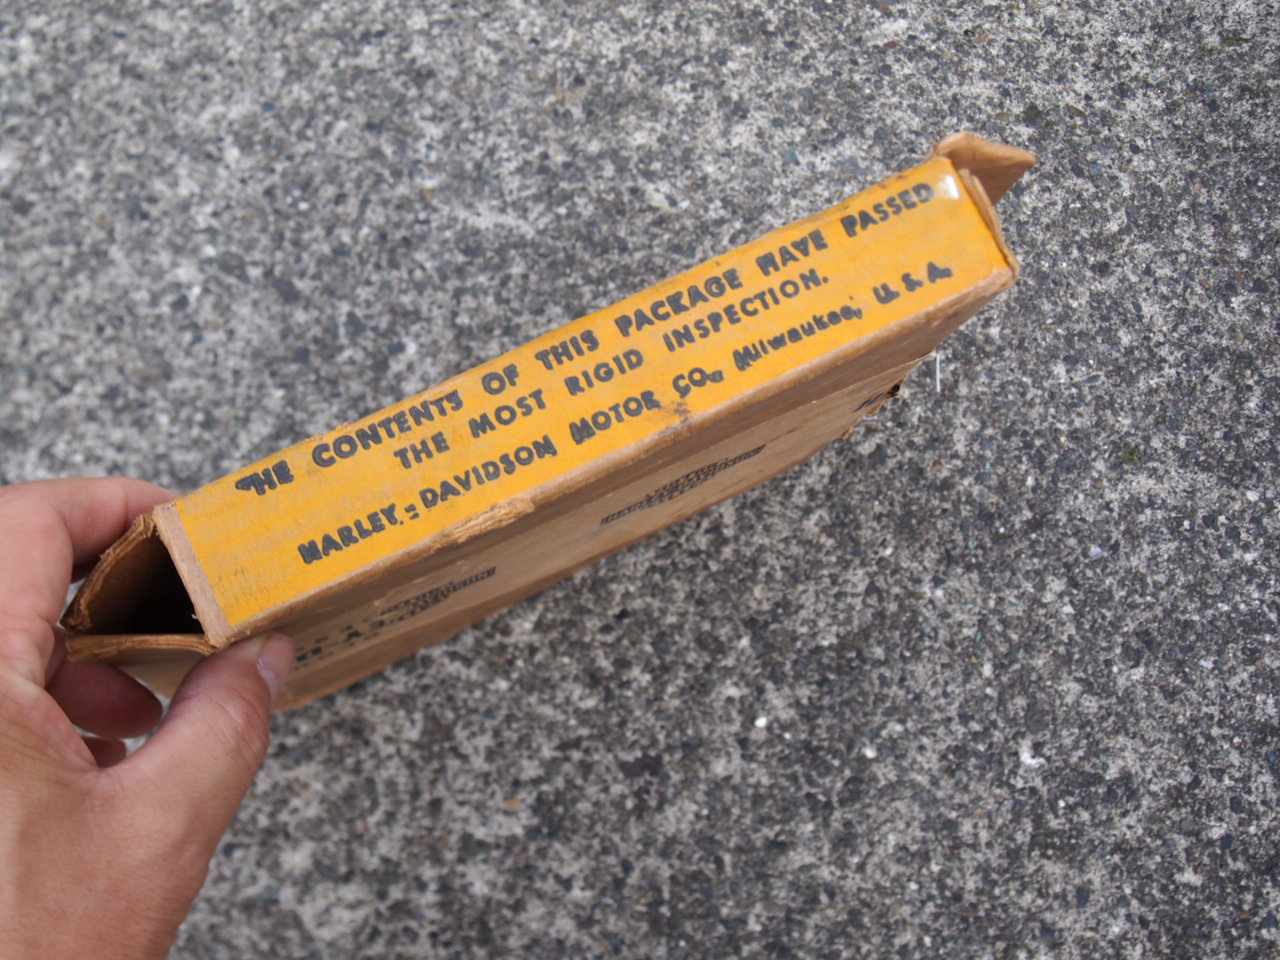 THE CONTENTS OF THIS PACKAGE HAVE PASSED
THE MOST RIGID INSPECTION.
HARLEY-DAVIDSON MOTOR CO., Milwaukee, U. S. A.